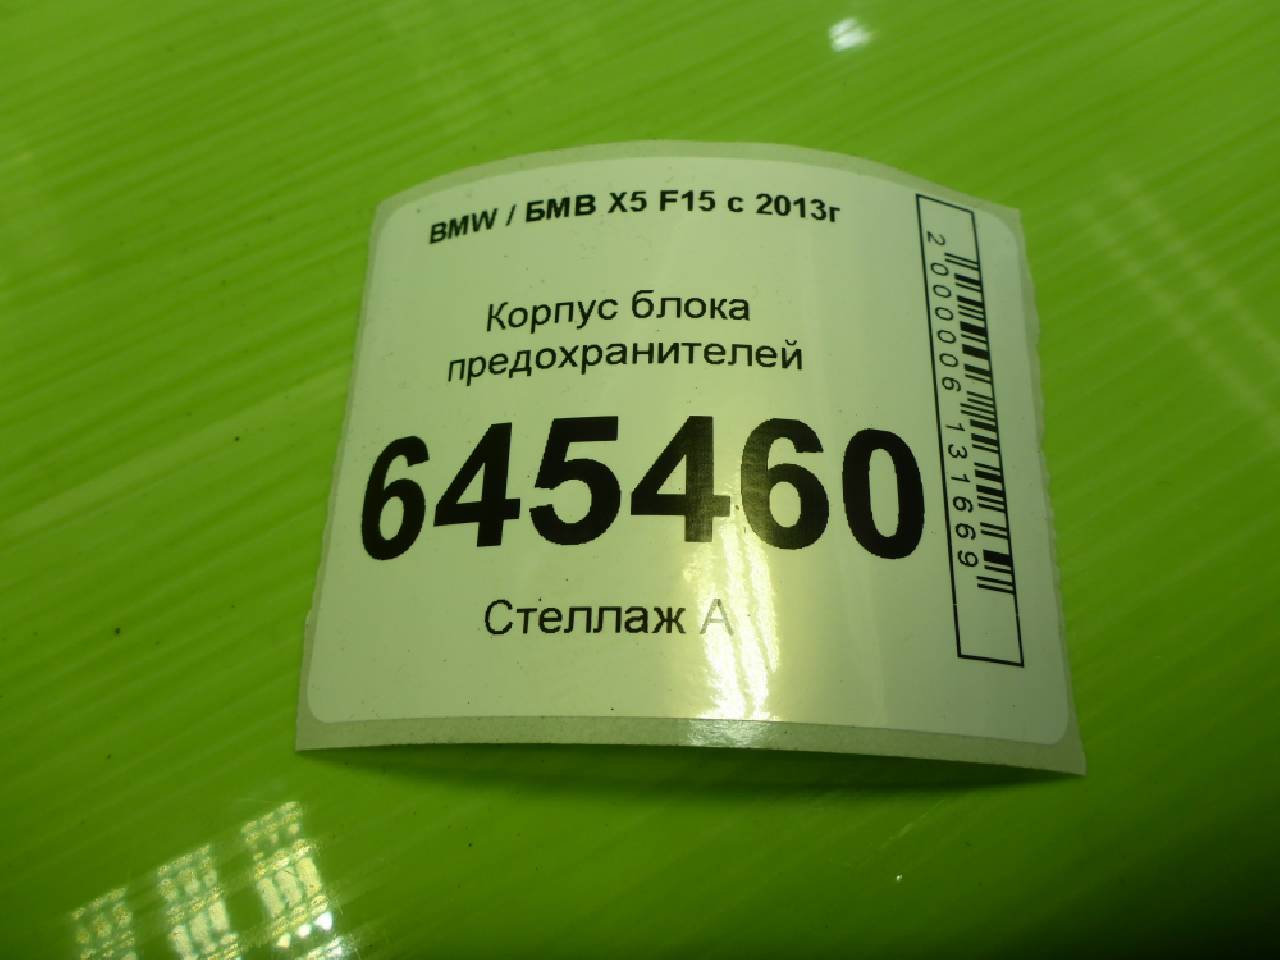 BMW / БМВ X5 F15 с 2013г
Корпус блока
предохранителей
645460
Стеллаж А
2000006131669